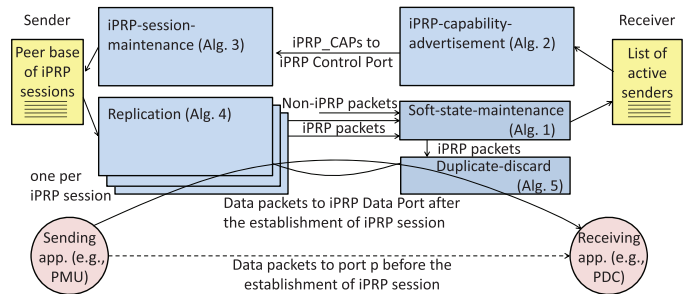 Sender
Receiver
Peer base
of iPRP
sessions
iPRP-session-
maintenance (Alg. 3)
iPRP_CAPs to
iPRP Control Port
iPRP-capability-
advertisement (Alg. 2)
List of
active
senders
Replication (Alg. 4)
Non-iPRP packets
iPRP packets
Soft-state-maintenance
(Alg. 1)
iPRP packets
Duplicate-discard
(Alg. 5)
one per
iPRP session
Data packets to iPRP Data Port after
the establishment of iPRP session
Sending
app. (e.g.,
PMU)
Data packets to port p before the
establishment of iPRP session
Receiving
app. (e.g.,
PDC)